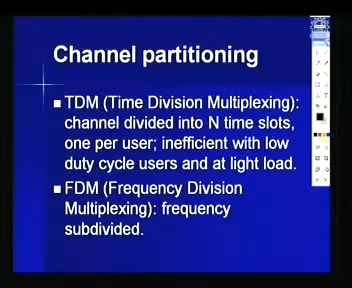 Channel partitioning
TDM (Time Division Multiplexing):
channel divided into N time slots,
one per user; inefficient with low
duty cycle users and at light load.
FDM (Frequency Division
Multiplexing): frequency
subdivided.